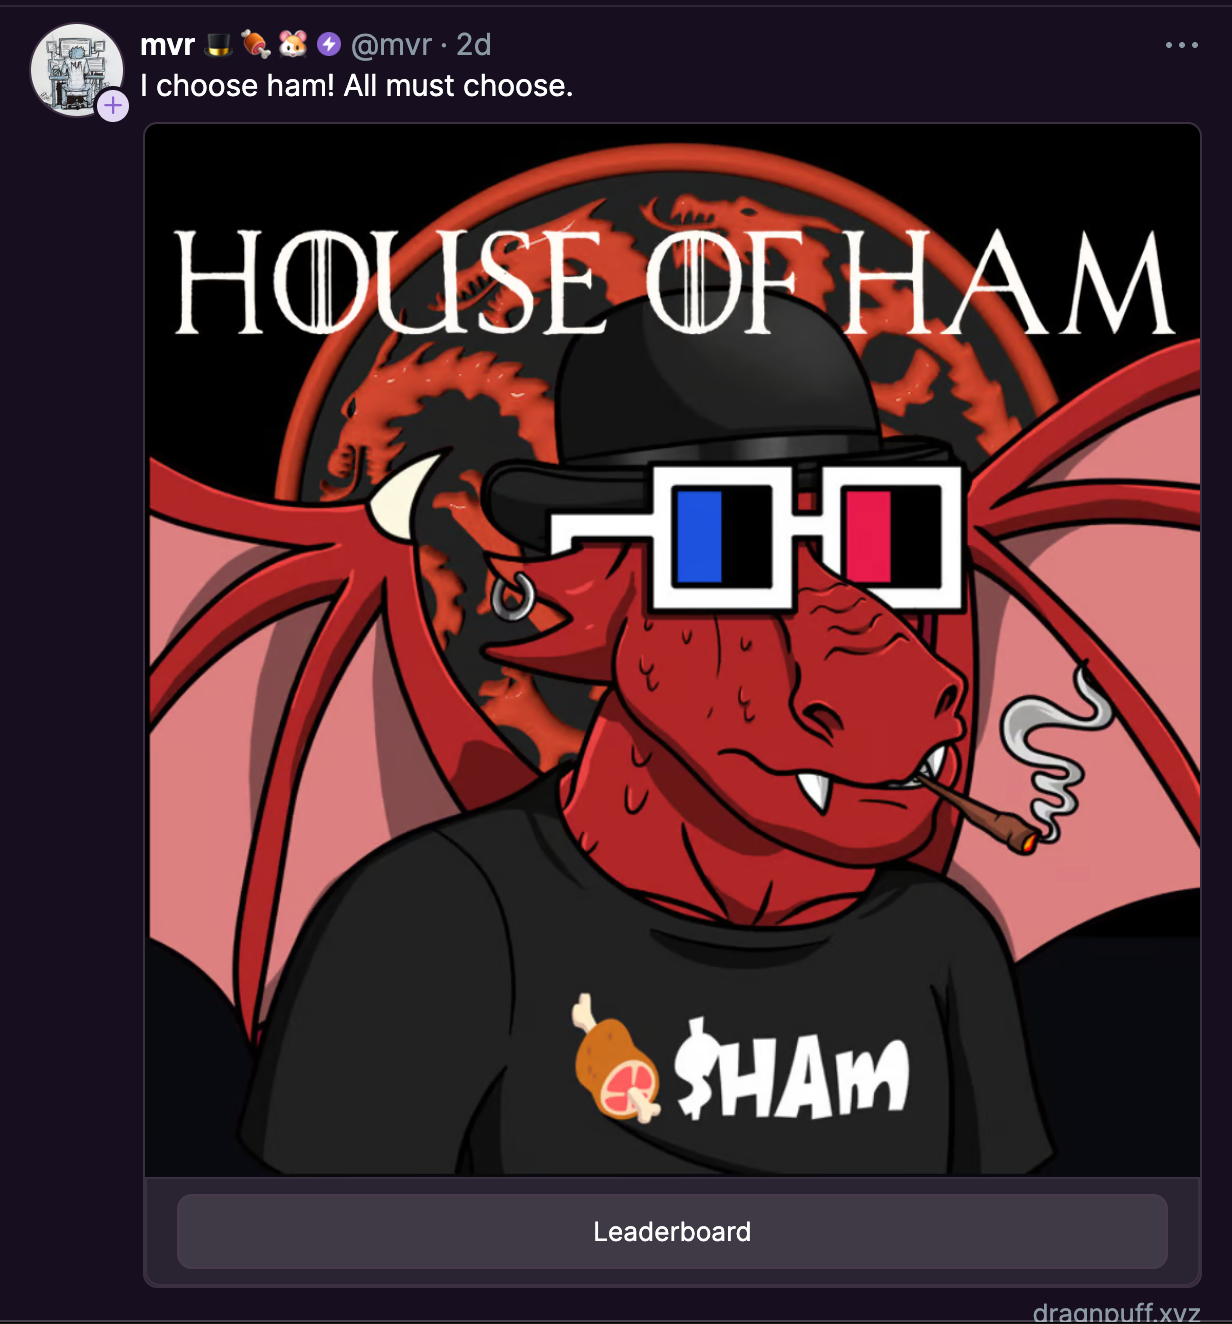 mvr 🎩 🍖 🐹 @mvr · 2d
I choose ham! All must choose.
HOUSE OF HAM
$HAm
Leaderboard
dragnpuff.xyz